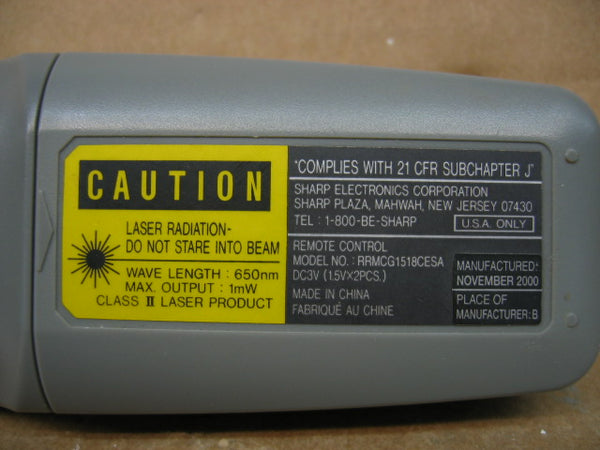 CAUTION
LASER RADIATION-
DO NOT STARE INTO BEAM
WAVE LENGTH : 650nm
MAX. OUTPUT : 1mW
CLASS II LASER PRODUCT
"COMPLIES WITH 21 CFR SUBCHAPTER J"
SHARP ELECTRONICS CORPORATION
SHARP PLAZA, MAHWAH, NEW JERSEY 07430
TEL : 1-800-BE-SHARP
U.S.A. ONLY
REMOTE CONTROL
MODEL NO. : RRMCG1518CESA
DC3V (1.5V×2PCS.)
MADE IN CHINA
FABRIQUÉ AU CHINE
MANUFACTURED:
NOVEMBER 2000
PLACE OF
MANUFACTURER: B